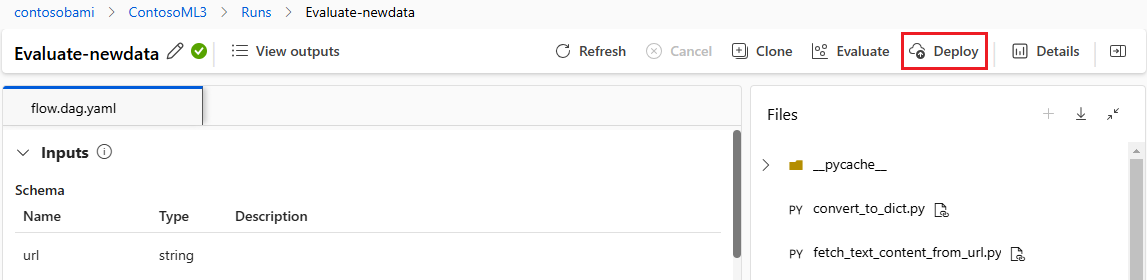 contosobami > ContosoML3 > Runs > Evaluate-newdata
Evaluate-newdata View outputs Refresh Cancel Clone Evaluate Deploy Details
flow.dag.yaml
Files
Inputs
__pycache__
Schema
Name Type Description
convert_to_dict.py
url string
fetch_text_content_from_url.py
PY
PY